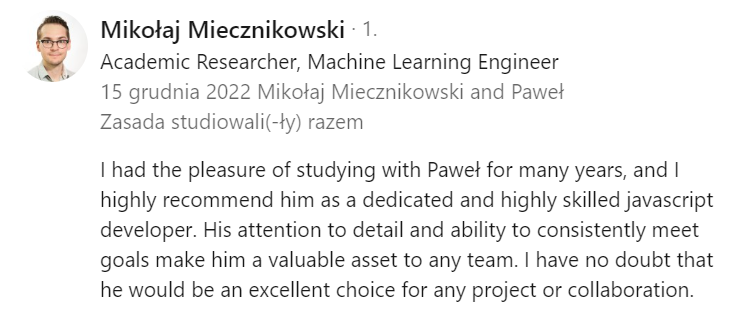 Mikołaj Miecznikowski · 1.
Academic Researcher, Machine Learning Engineer
15 grudnia 2022 Mikołaj Miecznikowski and Paweł
Zasada studiowali(-ły) razem
I had the pleasure of studying with Paweł for many years, and I
highly recommend him as a dedicated and highly skilled javascript
developer. His attention to detail and ability to consistently meet
goals make him a valuable asset to any team. I have no doubt that
he would be an excellent choice for any project or collaboration.